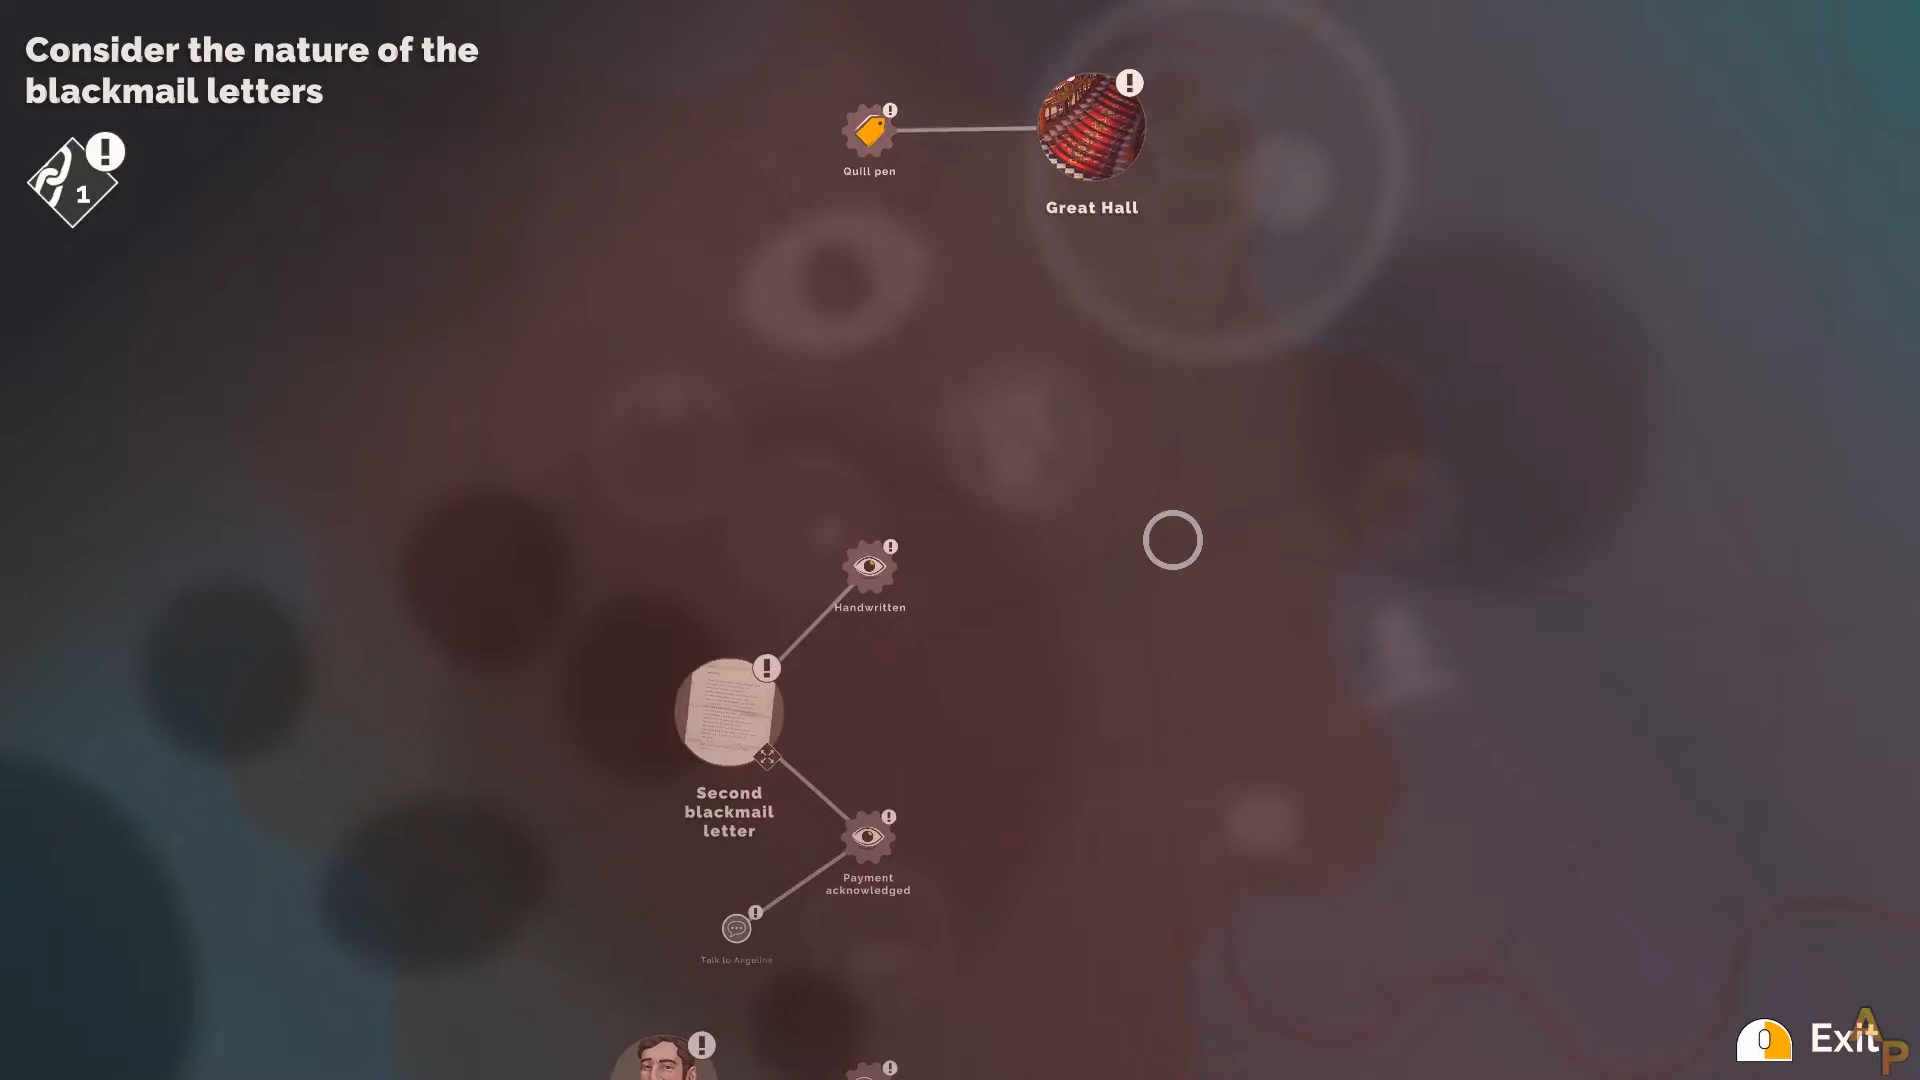 Consider the nature of the
blackmail letters
1
Quill pen
Great Hall
Handwritten
Second
blackmail
letter
Payment
acknowledged
Talk to Angeline
Exit
AP